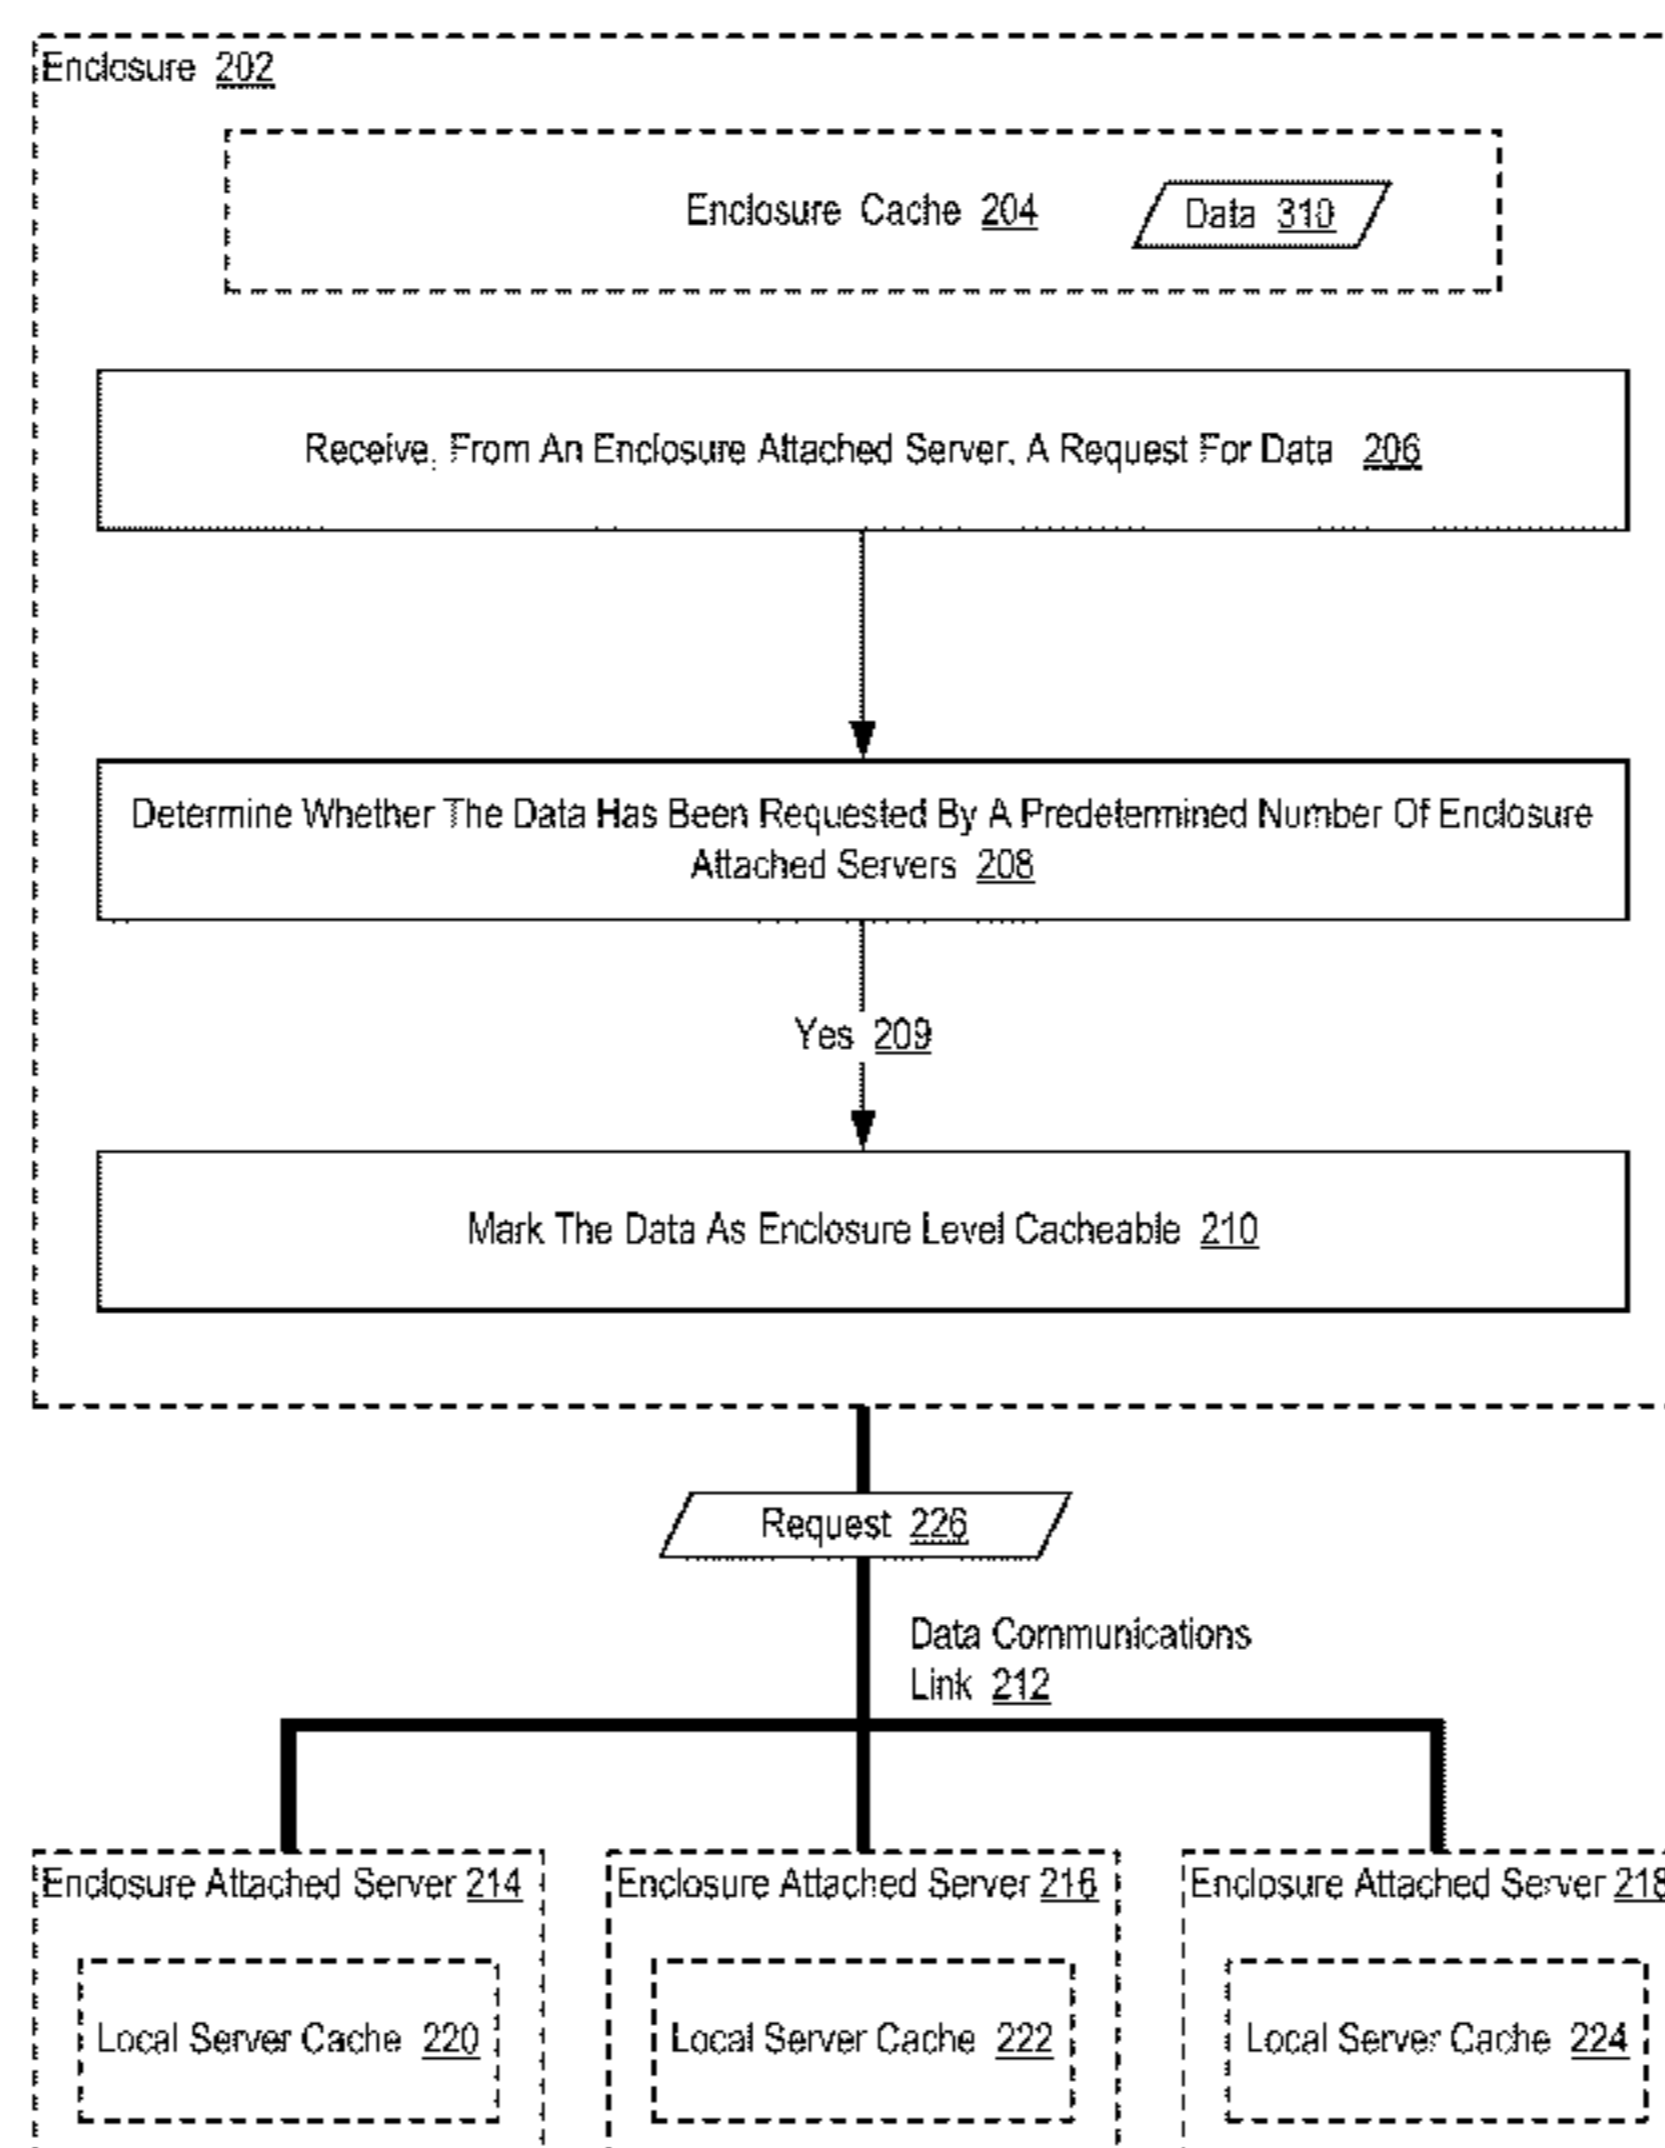 Enclosure 202
Enclosure Cache 204
Data 310
Receive, From An Enclosure Attached Server, A Request For Data 206
Determine Whether The Data Has Been Requested By A Predetermined Number Of Enclosure
Attached Servers 208
Yes 209
Mark The Data As Enclosure Level Cacheable 210
Request 226
Data Communications
Link 212
Enclosure Attached Server 214
Enclosure Attached Server 216
Enclosure Attached Server 218
Local Server Cache 220
Local Server Cache 222
Local Server Cache 224